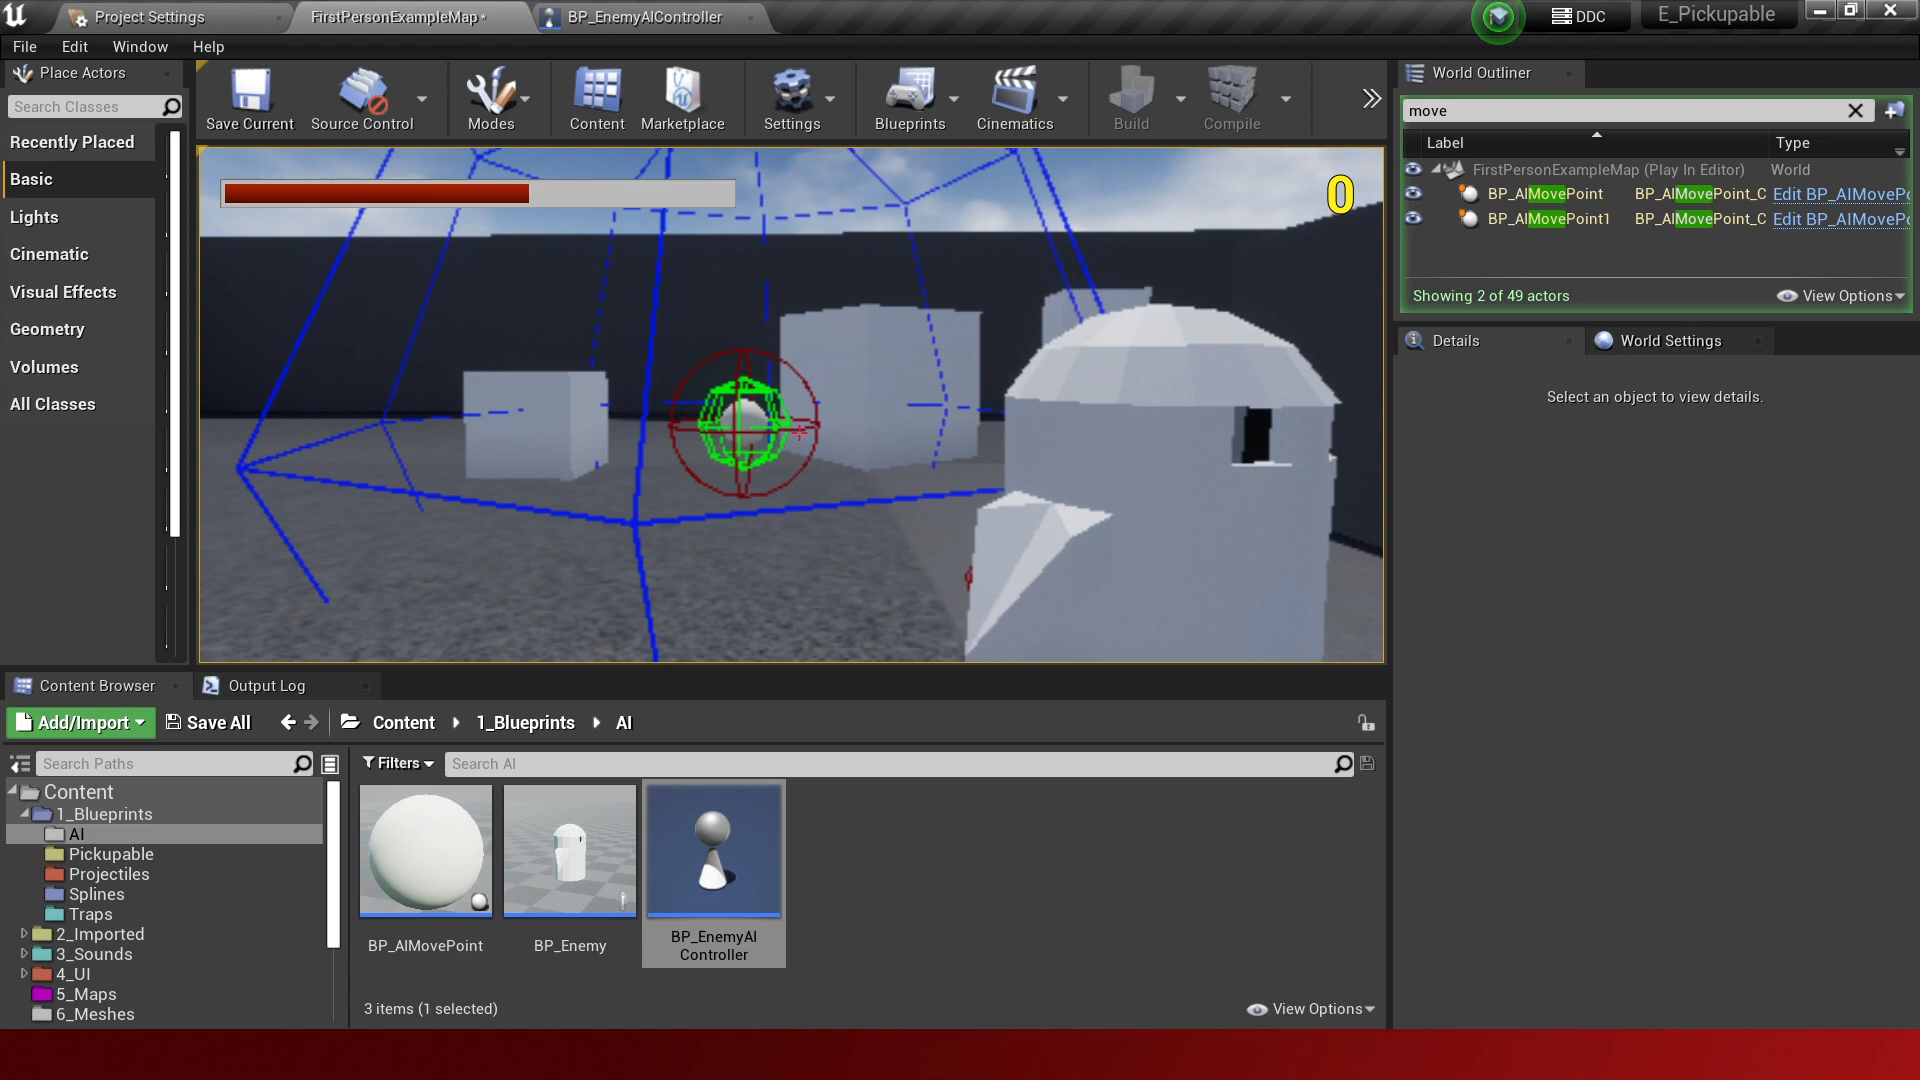 Project Settings
FirstPersonExampleMap*
BP_EnemyAIController
DDC
E_Pickupable
File Edit Window Help
Place Actors
Search Classes
Recently Placed
Basic
Lights
Cinematic
Visual Effects
Geometry
Volumes
All Classes
Save Current
Source Control
Modes
Content
Marketplace
Settings
Blueprints
Cinematics
Build
Compile
0
World Outliner
move
Label Type
FirstPersonExampleMap (Play In Editor) World
BP_AIMovePoint BP_AIMovePoint_C Edit BP_AIMovePo
BP_AIMovePoint1 BP_AIMovePoint_C Edit BP_AIMovePo
Showing 2 of 49 actors
View Options
Details
World Settings
Select an object to view details.
Content Browser
Output Log
Add/Import
Save All
Content
1_Blueprints
AI
Search Paths
Filters
Search AI
Content
1_Blueprints
AI
Pickupable
Projectiles
Splines
Traps
2_Imported
3_Sounds
4_UI
5_Maps
6_Meshes
BP_AIMovePoint
BP_Enemy
BP_EnemyAI
Controller
3 items (1 selected)
View Options